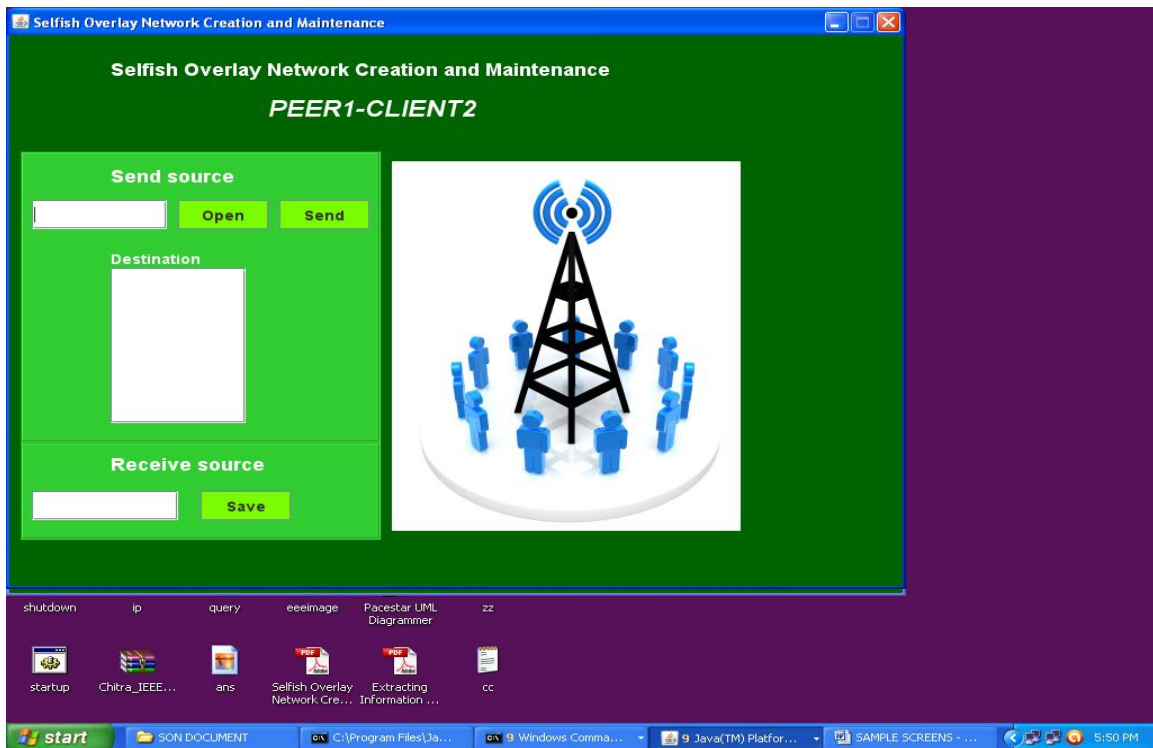 Selfish Overlay Network Creation and Maintenance
Selfish Overlay Network Creation and Maintenance
PEER1-CLIENT2
Send source
Open Send
Destination
Receive source
Save
shutdown ip query eeeimage Pacestar UML zz
Diagrammer
startup Chitra_IEEE... ans Selfish Overlay Extracting cc
Network Cre... Information ...
start SON DOCUMENT C:\Program Files\Ja... 9 Windows Comma... 9 Java(TM) Platfor... SAMPLE SCREENS - ... 5:50 PM